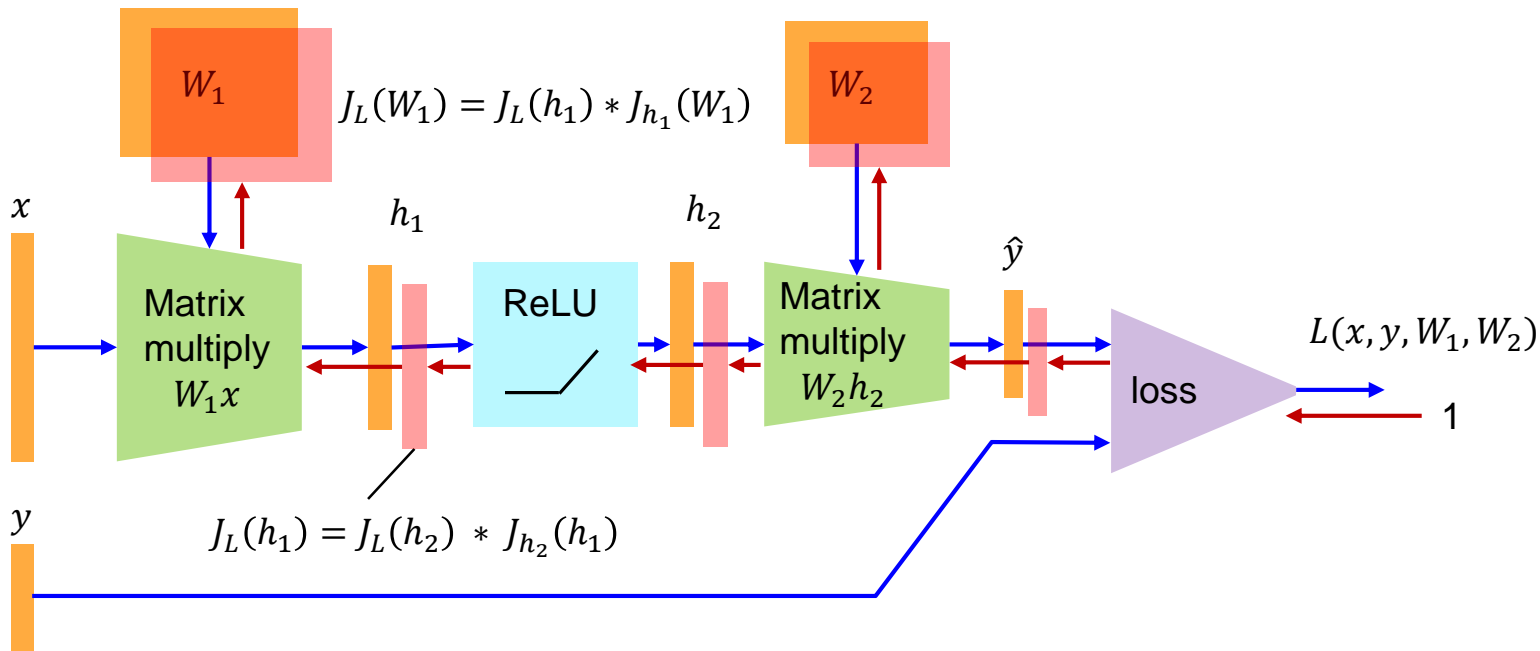 W₁
W₂
J_L(W₁) = J_L(h₁) ∗ J_{h₁}(W₁)
x
h₁
h₂
ŷ
Matrix
multiply
W₁x
ReLU
Matrix
multiply
W₂h₂
loss
L(x, y, W₁, W₂)
1
y
J_L(h₁) = J_L(h₂) ∗ J_{h₂}(h₁)